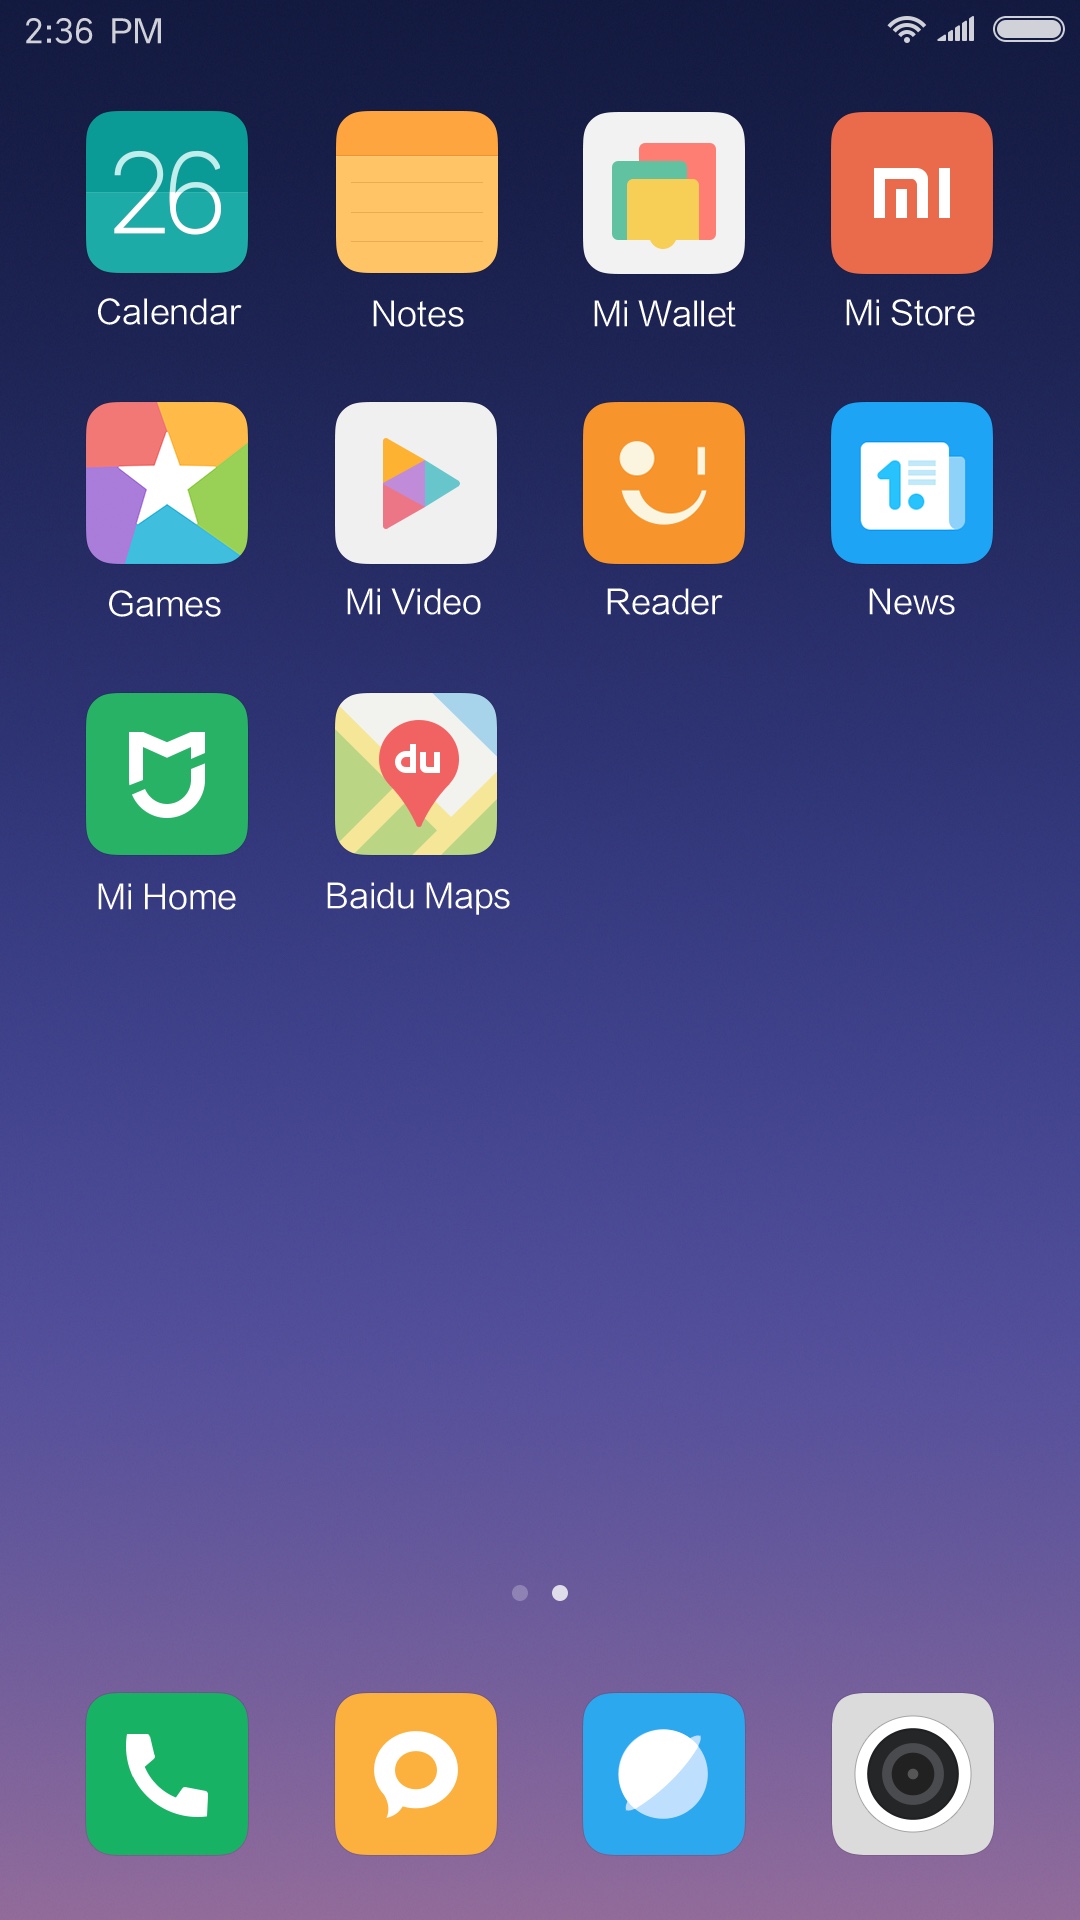 2:36 PM
26
Calendar
Notes
Mi Wallet
mi
Mi Store
Games
Mi Video
Reader
1.
News
Mi Home
du
Baidu Maps